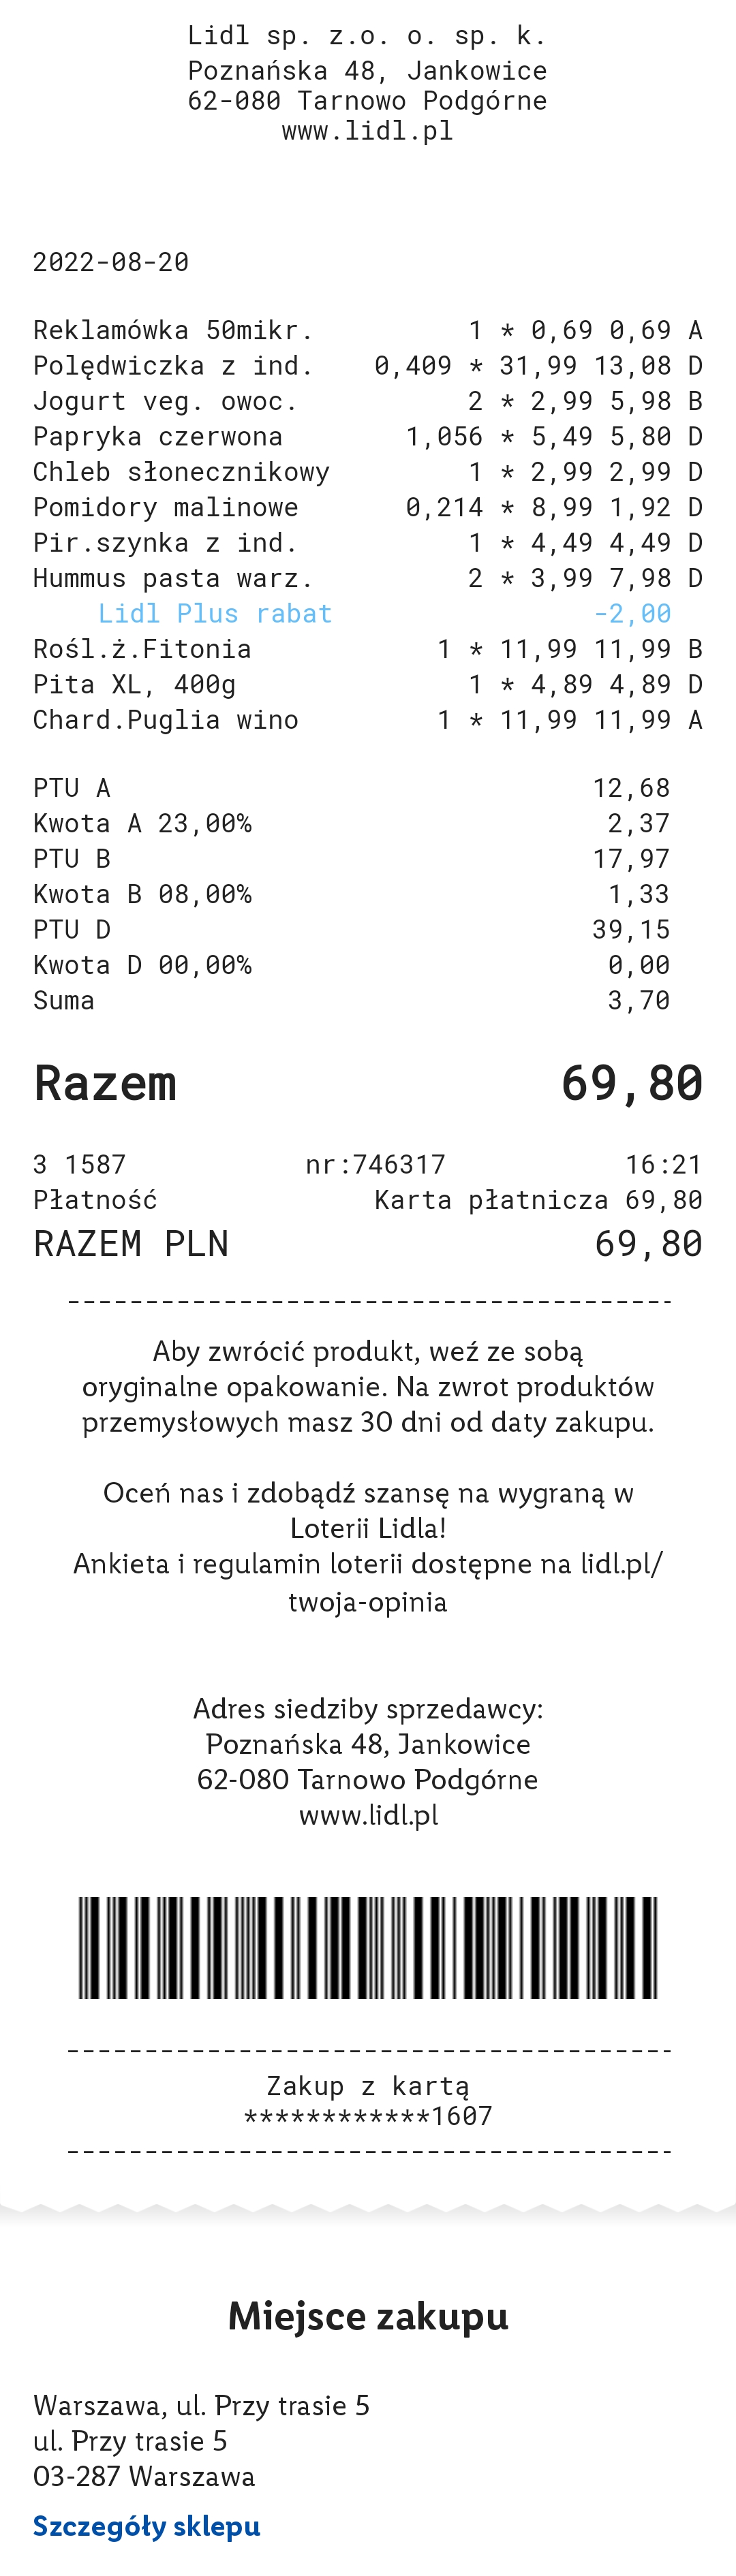 Lidl sp. z.o. o. sp. k.
Poznańska 48, Jankowice
62-080 Tarnowo Podgórne
www.lidl.pl
2022-08-20
Reklamówka 50mikr. 1 * 0,69 0,69 A
Polędwiczka z ind. 0,409 * 31,99 13,08 D
Jogurt veg. owoc. 2 * 2,99 5,98 B
Papryka czerwona 1,056 * 5,49 5,80 D
Chleb słonecznikowy 1 * 2,99 2,99 D
Pomidory malinowe 0,214 * 8,99 1,92 D
Pir.szynka z ind. 1 * 4,49 4,49 D
Hummus pasta warz. 2 * 3,99 7,98 D
Lidl Plus rabat -2,00
Rośl.ż.Fitonia 1 * 11,99 11,99 B
Pita XL, 400g 1 * 4,89 4,89 D
Chard.Puglia wino 1 * 11,99 11,99 A
PTU A 12,68
Kwota A 23,00% 2,37
PTU B 17,97
Kwota B 08,00% 1,33
PTU D 39,15
Kwota D 00,00% 0,00
Suma 3,70
Razem 69,80
3 1587 nr:746317 16:21
Płatność Karta płatnicza 69,80
RAZEM PLN 69,80
Aby zwrócić produkt, weź ze sobą
oryginalne opakowanie. Na zwrot produktów
przemysłowych masz 30 dni od daty zakupu.
Oceń nas i zdobądź szansę na wygraną w
Loterii Lidla!
Ankieta i regulamin loterii dostępne na lidl.pl/
twoja-opinia
Adres siedziby sprzedawcy:
Poznańska 48, Jankowice
62-080 Tarnowo Podgórne
www.lidl.pl
Zakup z kartą
************1607
Miejsce zakupu
Warszawa, ul. Przy trasie 5
ul. Przy trasie 5
03-287 Warszawa
Szczegóły sklepu